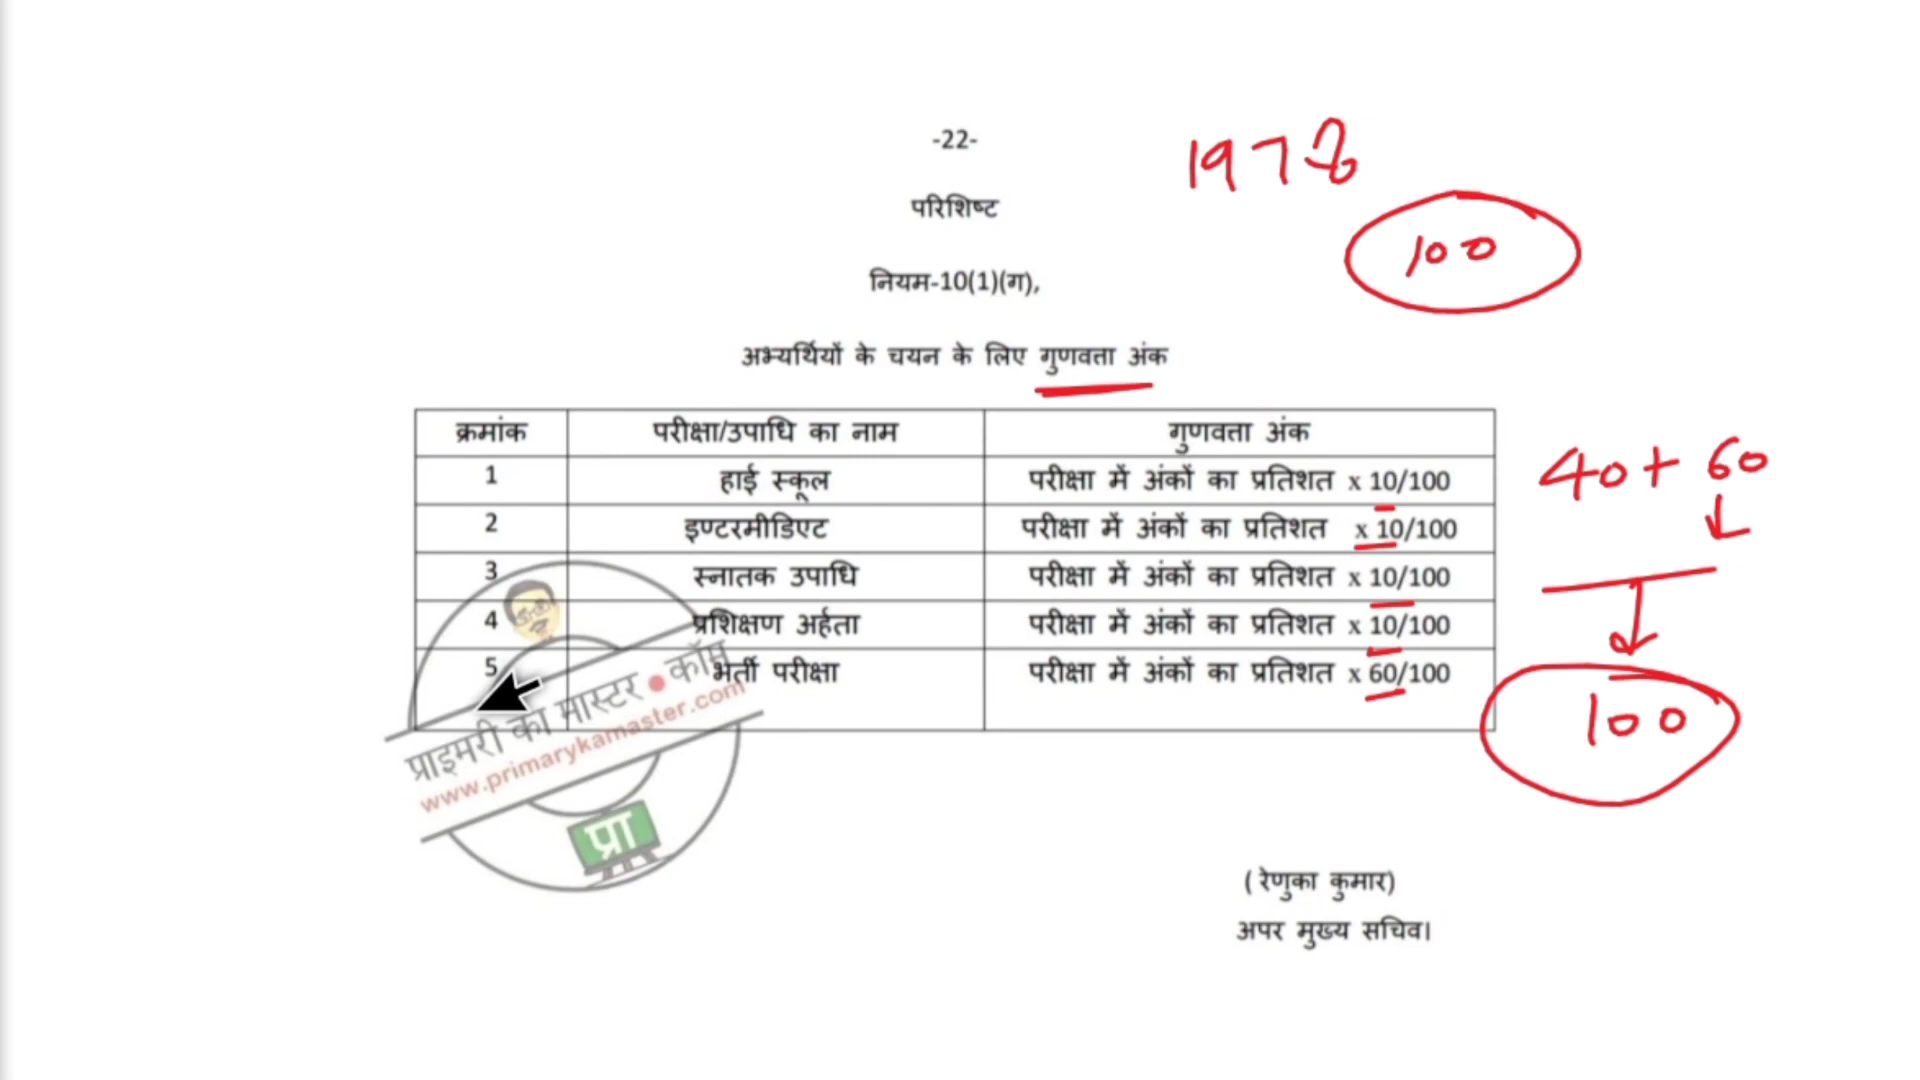 -22-
1978
परिशिष्ट
100
नियम-10(1)(ग),
अभ्यर्थियों के चयन के लिए गुणवत्ता अंक
क्रमांक परीक्षा/उपाधि का नाम गुणवत्ता अंक
1 हाई स्कूल परीक्षा में अंकों का प्रतिशत x 10/100
2 इण्टरमीडिएट परीक्षा में अंकों का प्रतिशत x 10/100
3 स्नातक उपाधि परीक्षा में अंकों का प्रतिशत x 10/100
4 प्रशिक्षण अर्हता परीक्षा में अंकों का प्रतिशत x 10/100
5 भर्ती परीक्षा परीक्षा में अंकों का प्रतिशत x 60/100
40+60
100
प्राइमरी का मास्टर●कॉम
www.primarykamaster.com
प्रा
( रेणुका कुमार)
अपर मुख्य सचिव।